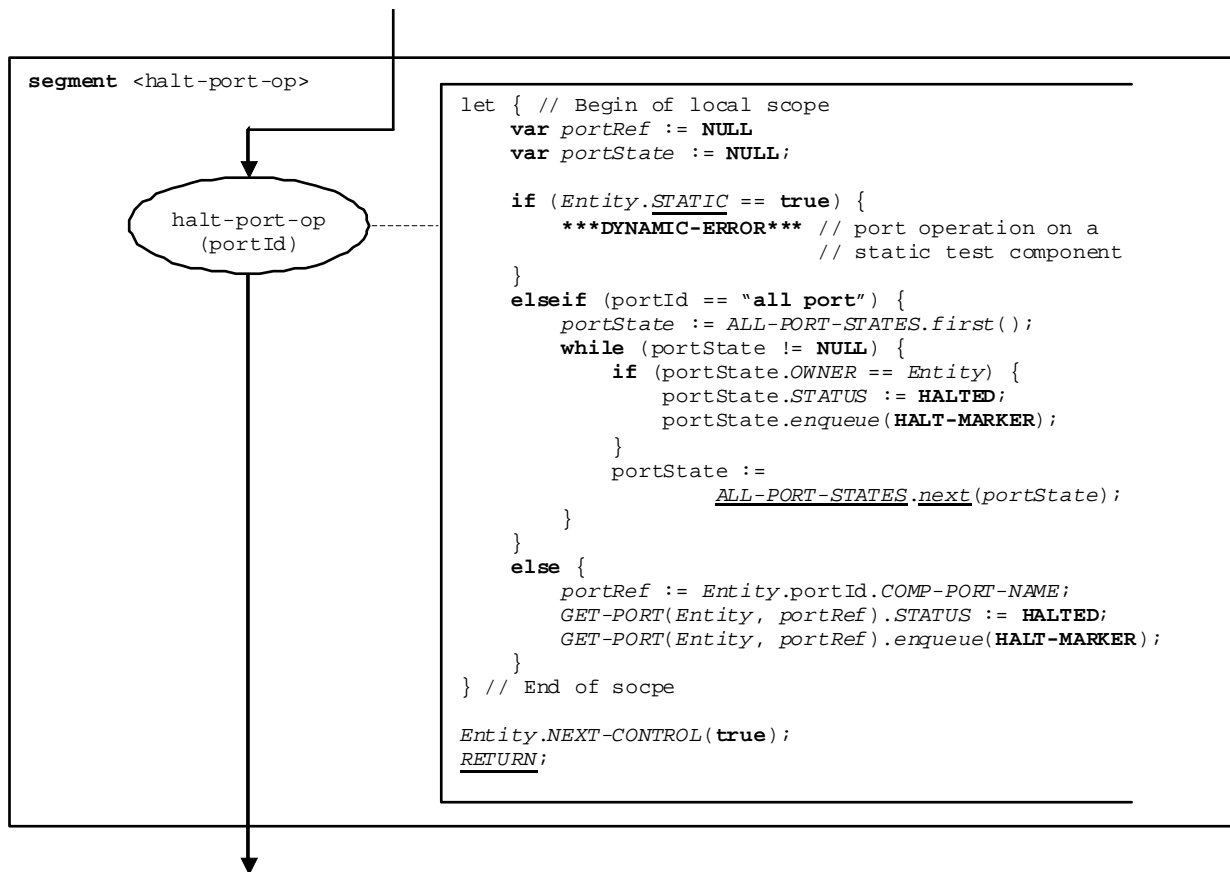 segment <halt-port-op>
halt-port-op
(portId)
let { // Begin of local scope
var portRef := NULL
var portState := NULL;
if (Entity.STATIC == true) {
***DYNAMIC-ERROR*** // port operation on a
// static test component
}
elseif (portId == “all port”) {
portState := ALL-PORT-STATES.first();
while (portState != NULL) {
if (portState.OWNER == Entity) {
portState.STATUS := HALTED;
portState.enqueue(HALT-MARKER);
}
portState :=
ALL-PORT-STATES.next(portState);
}
}
else {
portRef := Entity.portId.COMP-PORT-NAME;
GET-PORT(Entity, portRef).STATUS := HALTED;
GET-PORT(Entity, portRef).enqueue(HALT-MARKER);
}
} // End of socpe
Entity.NEXT-CONTROL(true);
RETURN;